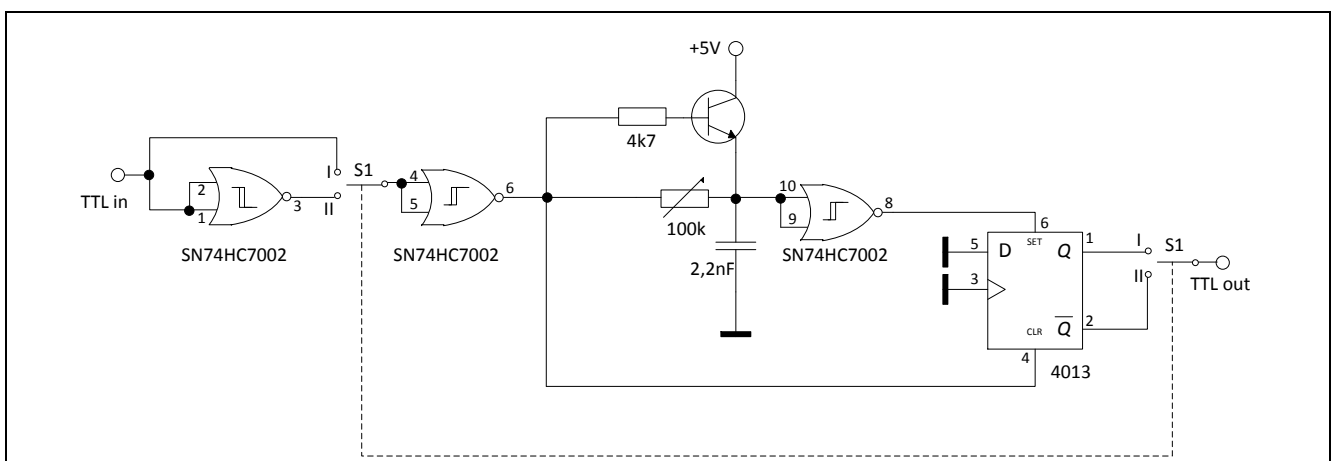 +5V
4k7
TTL in
2
1
3
SN74HC7002
I
II
S1
4
5
6
SN74HC7002
100k
2,2nF
10
9
8
SN74HC7002
6
SET
5
D
Q
1
3
CLR
Q
2
4
4013
I
II
S1
TTL out